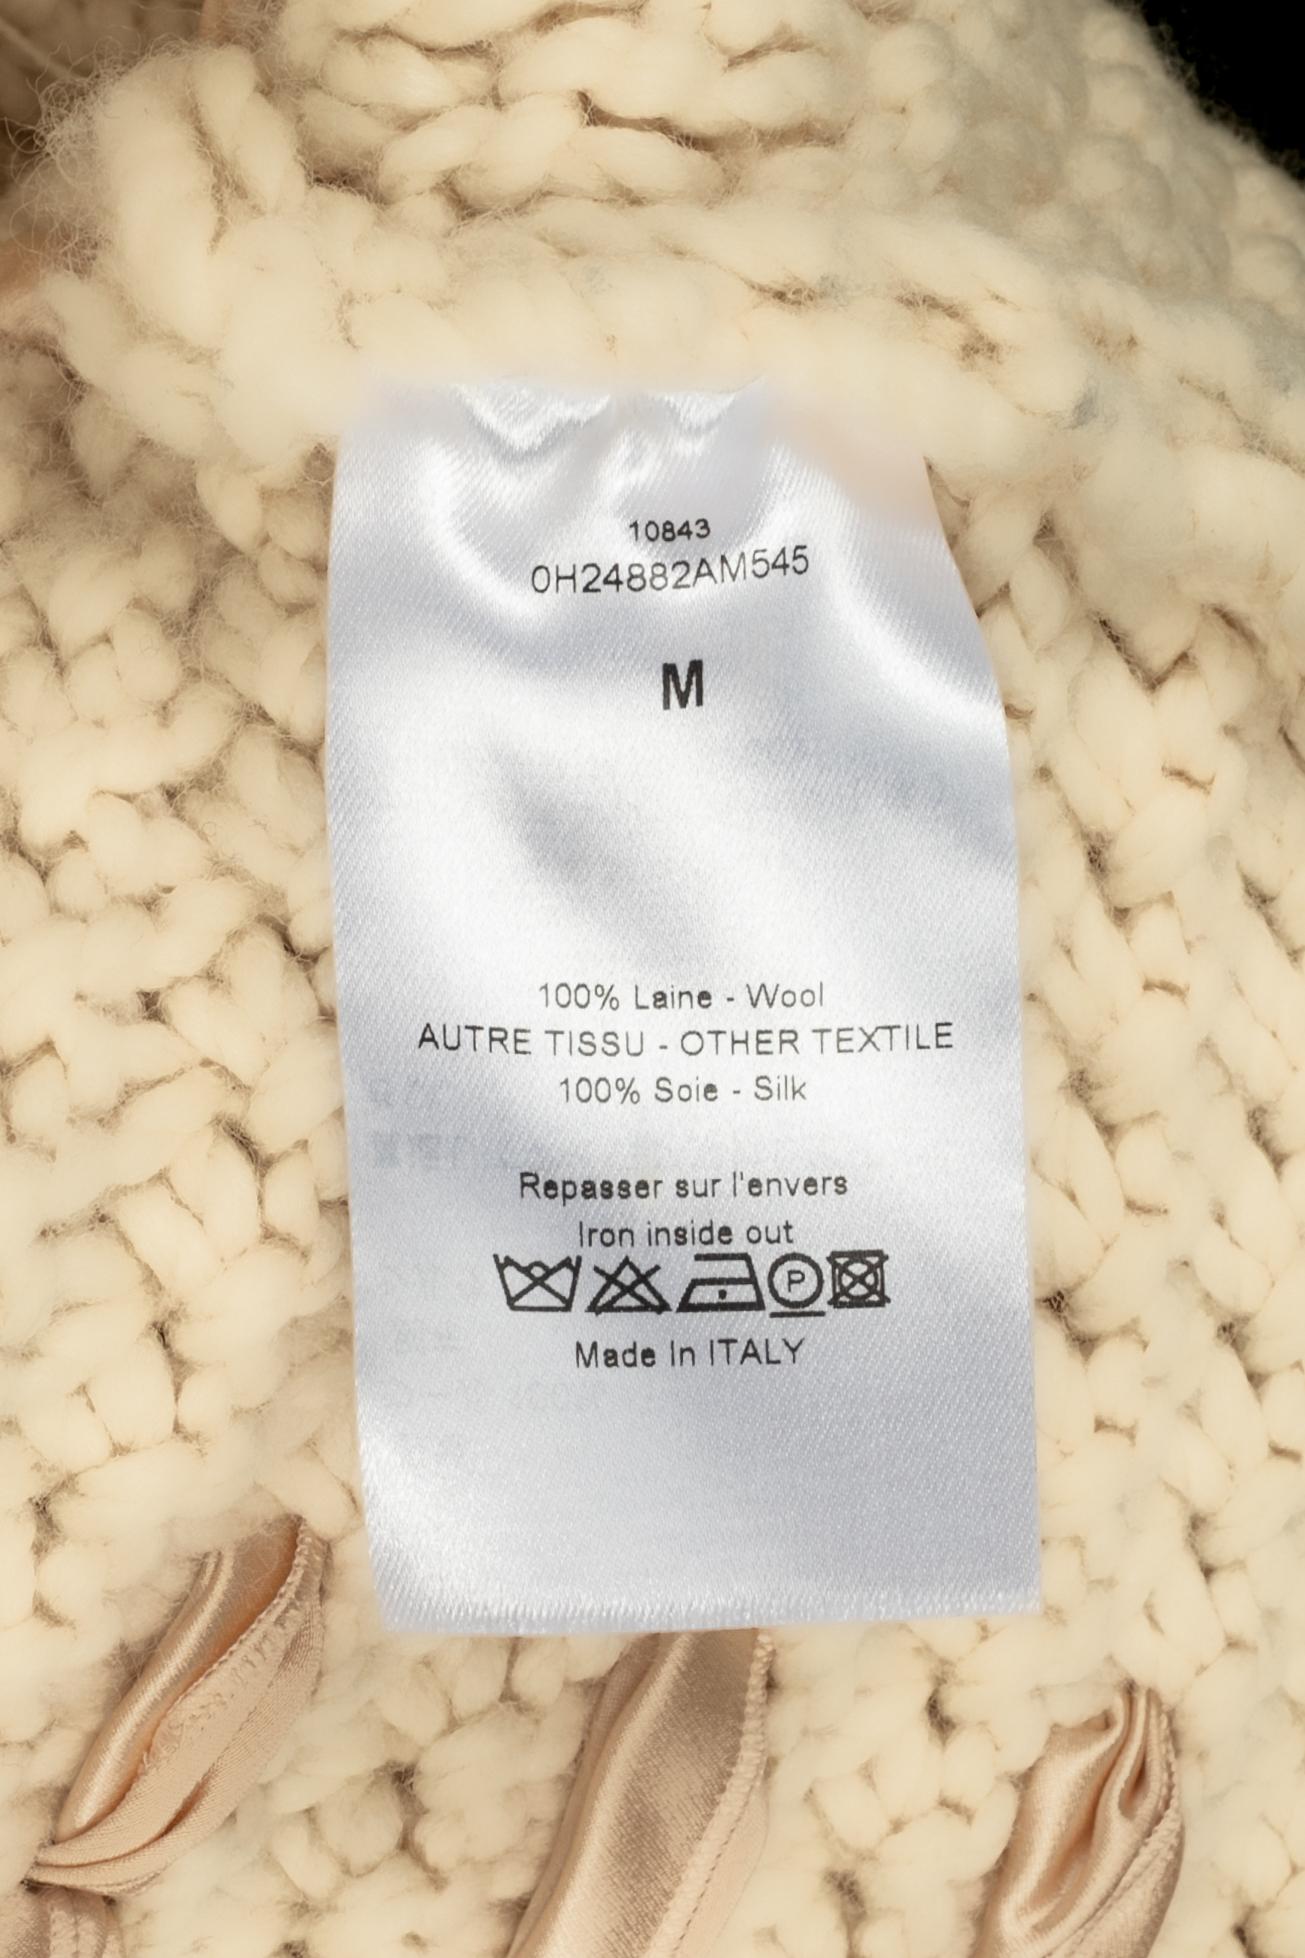 10843
0H24882AM545
M
100% Laine - Wool
AUTRE TISSU - OTHER TEXTILE
100% Soie - Silk
Repasser sur l'envers
Iron inside out
P
Made In ITALY